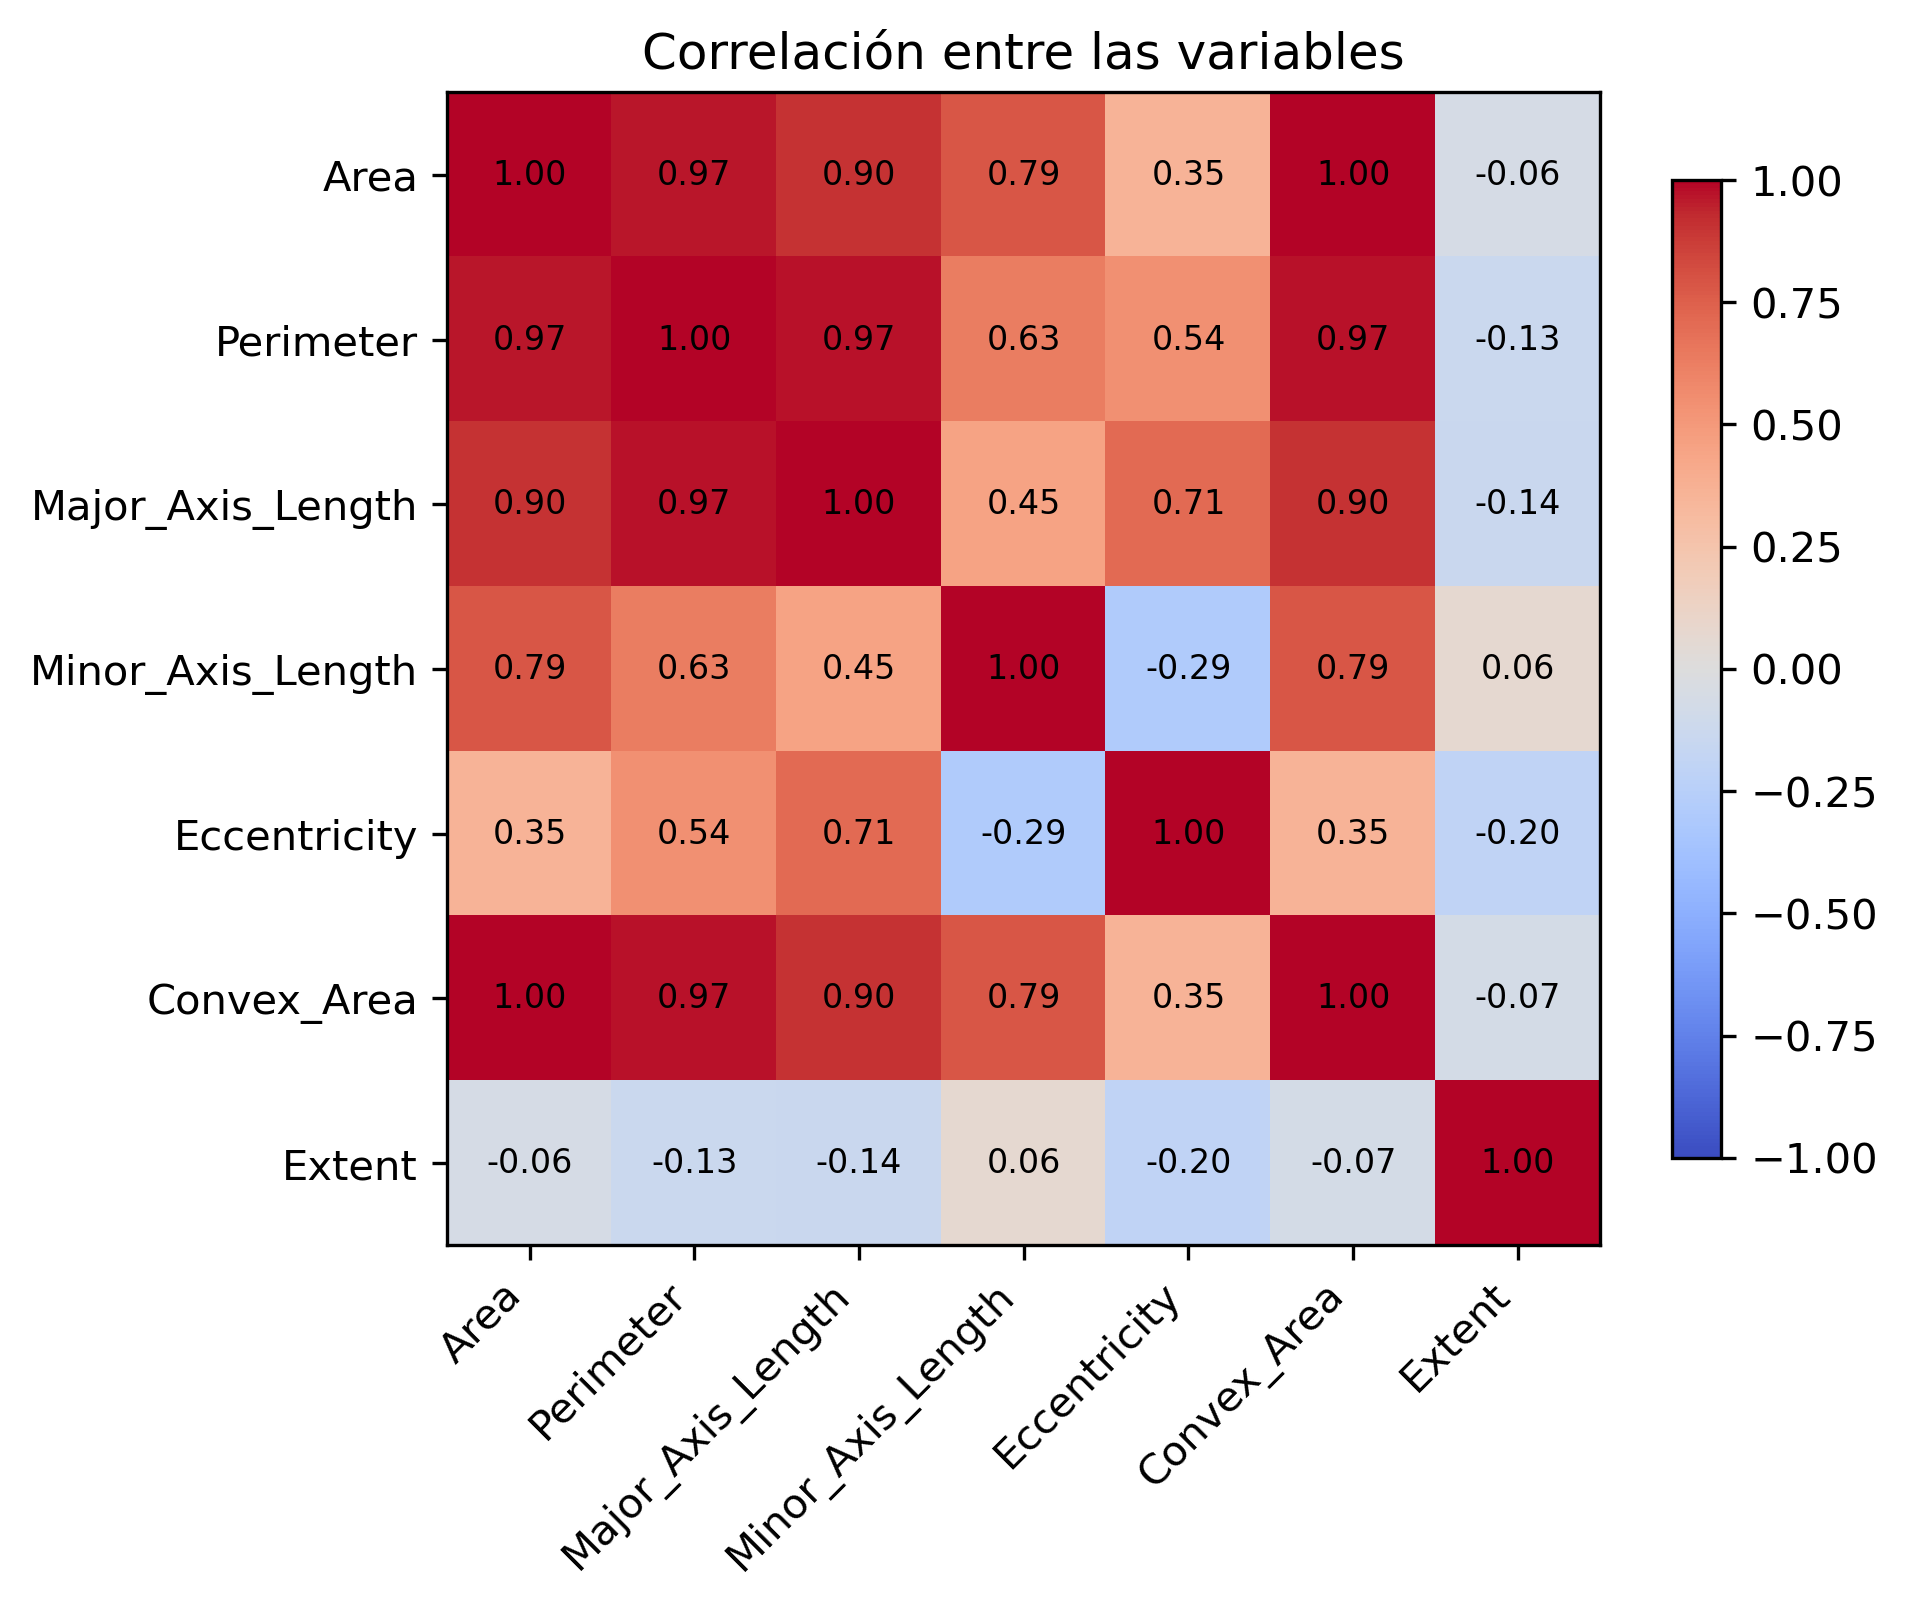 Correlación entre las variables
Area 1.00 0.97 0.90 0.79 0.35 1.00 -0.06
Perimeter 0.97 1.00 0.97 0.63 0.54 0.97 -0.13
Major_Axis_Length 0.90 0.97 1.00 0.45 0.71 0.90 -0.14
Minor_Axis_Length 0.79 0.63 0.45 1.00 -0.29 0.79 0.06
Eccentricity 0.35 0.54 0.71 -0.29 1.00 0.35 -0.20
Convex_Area 1.00 0.97 0.90 0.79 0.35 1.00 -0.07
Extent -0.06 -0.13 -0.14 0.06 -0.20 -0.07 1.00
Area
Perimeter
Major_Axis_Length
Minor_Axis_Length
Eccentricity
Convex_Area
Extent
1.00
0.75
0.50
0.25
0.00
−0.25
−0.50
−0.75
−1.00